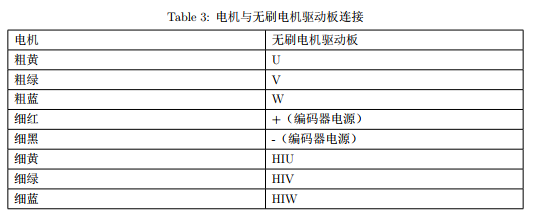 Table 3: 电机与无刷电机驱动板连接
电机 无刷电机驱动板
粗黄 U
粗绿 V
粗蓝 W
细红 +（编码器电源）
细黑 -（编码器电源）
细黄 HIU
细绿 HIV
细蓝 HIW